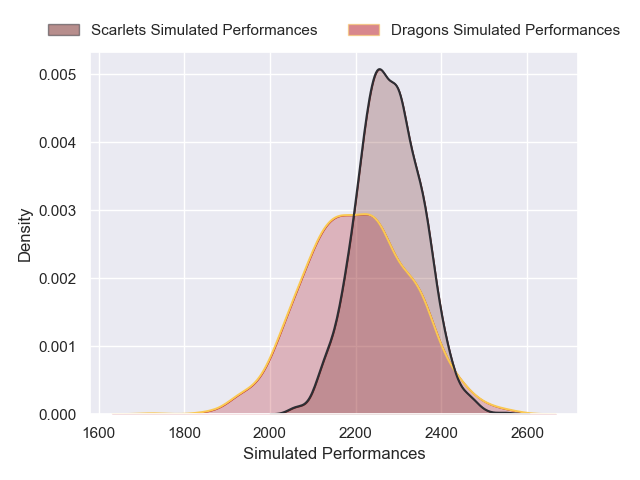 Scarlets Simulated Performances
Dragons Simulated Performances
0.005
0.004
0.003
0.002
0.001
0.000
Density
1600 1800 2000 2200 2400 2600
Simulated Performances